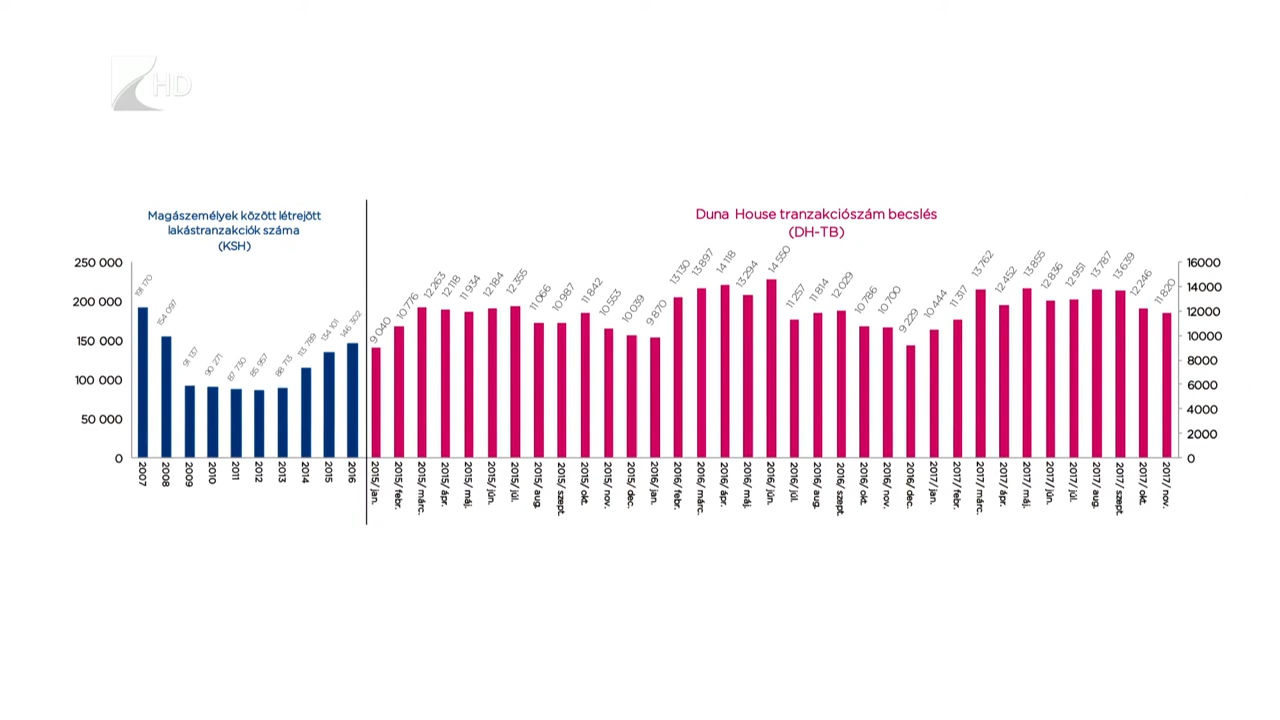 HD
Magászemélyek között létrejött
lakástranzakciók száma
(KSH)
Duna House tranzakciószám becslés
(DH-TB)
250 000
200 000
150 000
100 000
50 000
0
191 170
154 097
91 137
90 271
87 730
85 957
88 713
113 789
134 101
146 302
9 040
10 776
12 263
12 118
11 934
12 184
12 355
11 066
10 987
11 842
10 553
10 039
9 870
13 130
13 897
14 118
13 294
14 550
11 257
11 814
12 029
10 786
10 700
9 229
10 444
11 317
13 762
12 452
13 855
12 836
12 951
13 787
13 639
12 246
11 820
16000
14000
12000
10000
8000
6000
4000
2000
0
2007
2008
2009
2010
2011
2012
2013
2014
2015
2016
2015/ jan.
2015/ febr.
2015/ márc.
2015/ ápr.
2015/ máj.
2015/ jún.
2015/ júl.
2015/ aug.
2015/ szept.
2015/ okt.
2015/ nov.
2015/ dec.
2016/ jan.
2016/ febr.
2016/ márc.
2016/ ápr.
2016/ máj.
2016/ jún.
2016/ júl.
2016/ aug.
2016/ szept.
2016/ okt.
2016/ nov.
2016/ dec.
2017/ jan.
2017/ febr.
2017/ márc.
2017/ ápr.
2017/ máj.
2017/ jún.
2017/ júl.
2017/ aug.
2017/ szept.
2017/ okt.
2017/ nov.